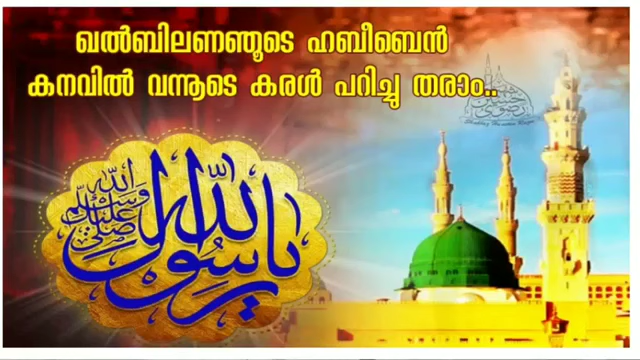 ഖൽബിലണഞ്ഞൂടെ ഹബീബെൻ
കനവിൽ വന്നൂടെ കരൾ പറിച്ചു തരാം..
يا رسول الله
صلى الله عليه وسلم